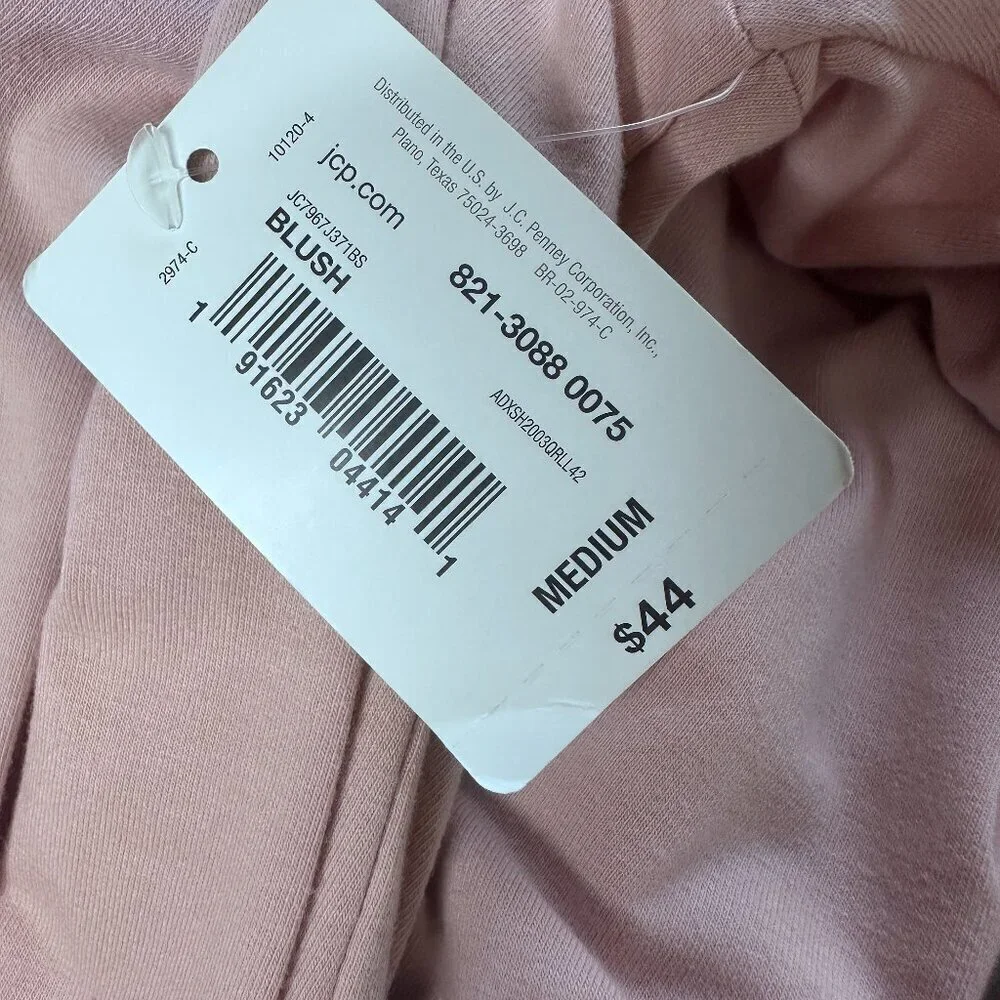 Distributed in the U.S. by J.C. Penney Corporation, Inc.,
Plano, Texas 75024-3698 BR-02-974-C
10120-4
jcp.com
821-3088 0075
JC7967J371BS
BLUSH
ADXSH2003QRLL42
2974-C
1 91623 04414 1
MEDIUM
$44